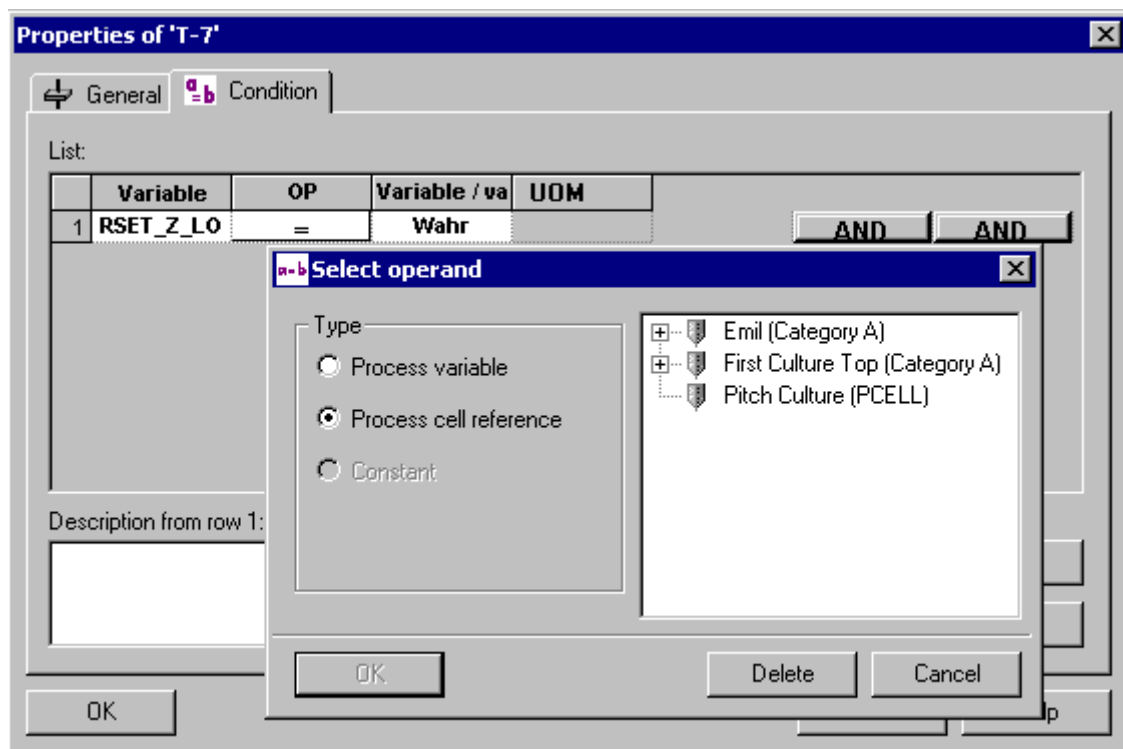 Properties of 'T-7'
General
a=b Condition
List:
Variable OP Variable / va UOM
1 RSET_Z_LO = Wahr
AND AND
a=b Select operand
Type
Process variable
Process cell reference
Constant
Emil (Category A)
First Culture Top (Category A)
Pitch Culture (PCELL)
Description from row 1:
OK Delete Cancel
OK lp